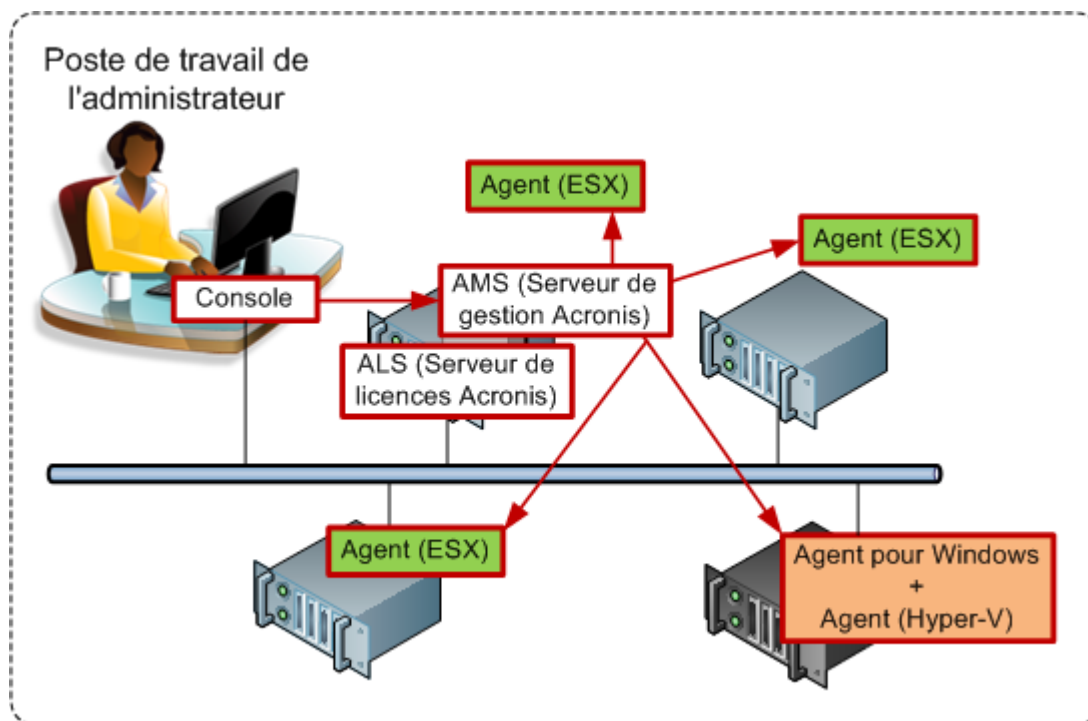 Poste de travail de
l'administrateur
Agent (ESX)
Agent (ESX)
Console
AMS (Serveur de
gestion Acronis)
ALS (Serveur de
licences Acronis)
Agent (ESX)
Agent pour Windows
+
Agent (Hyper-V)